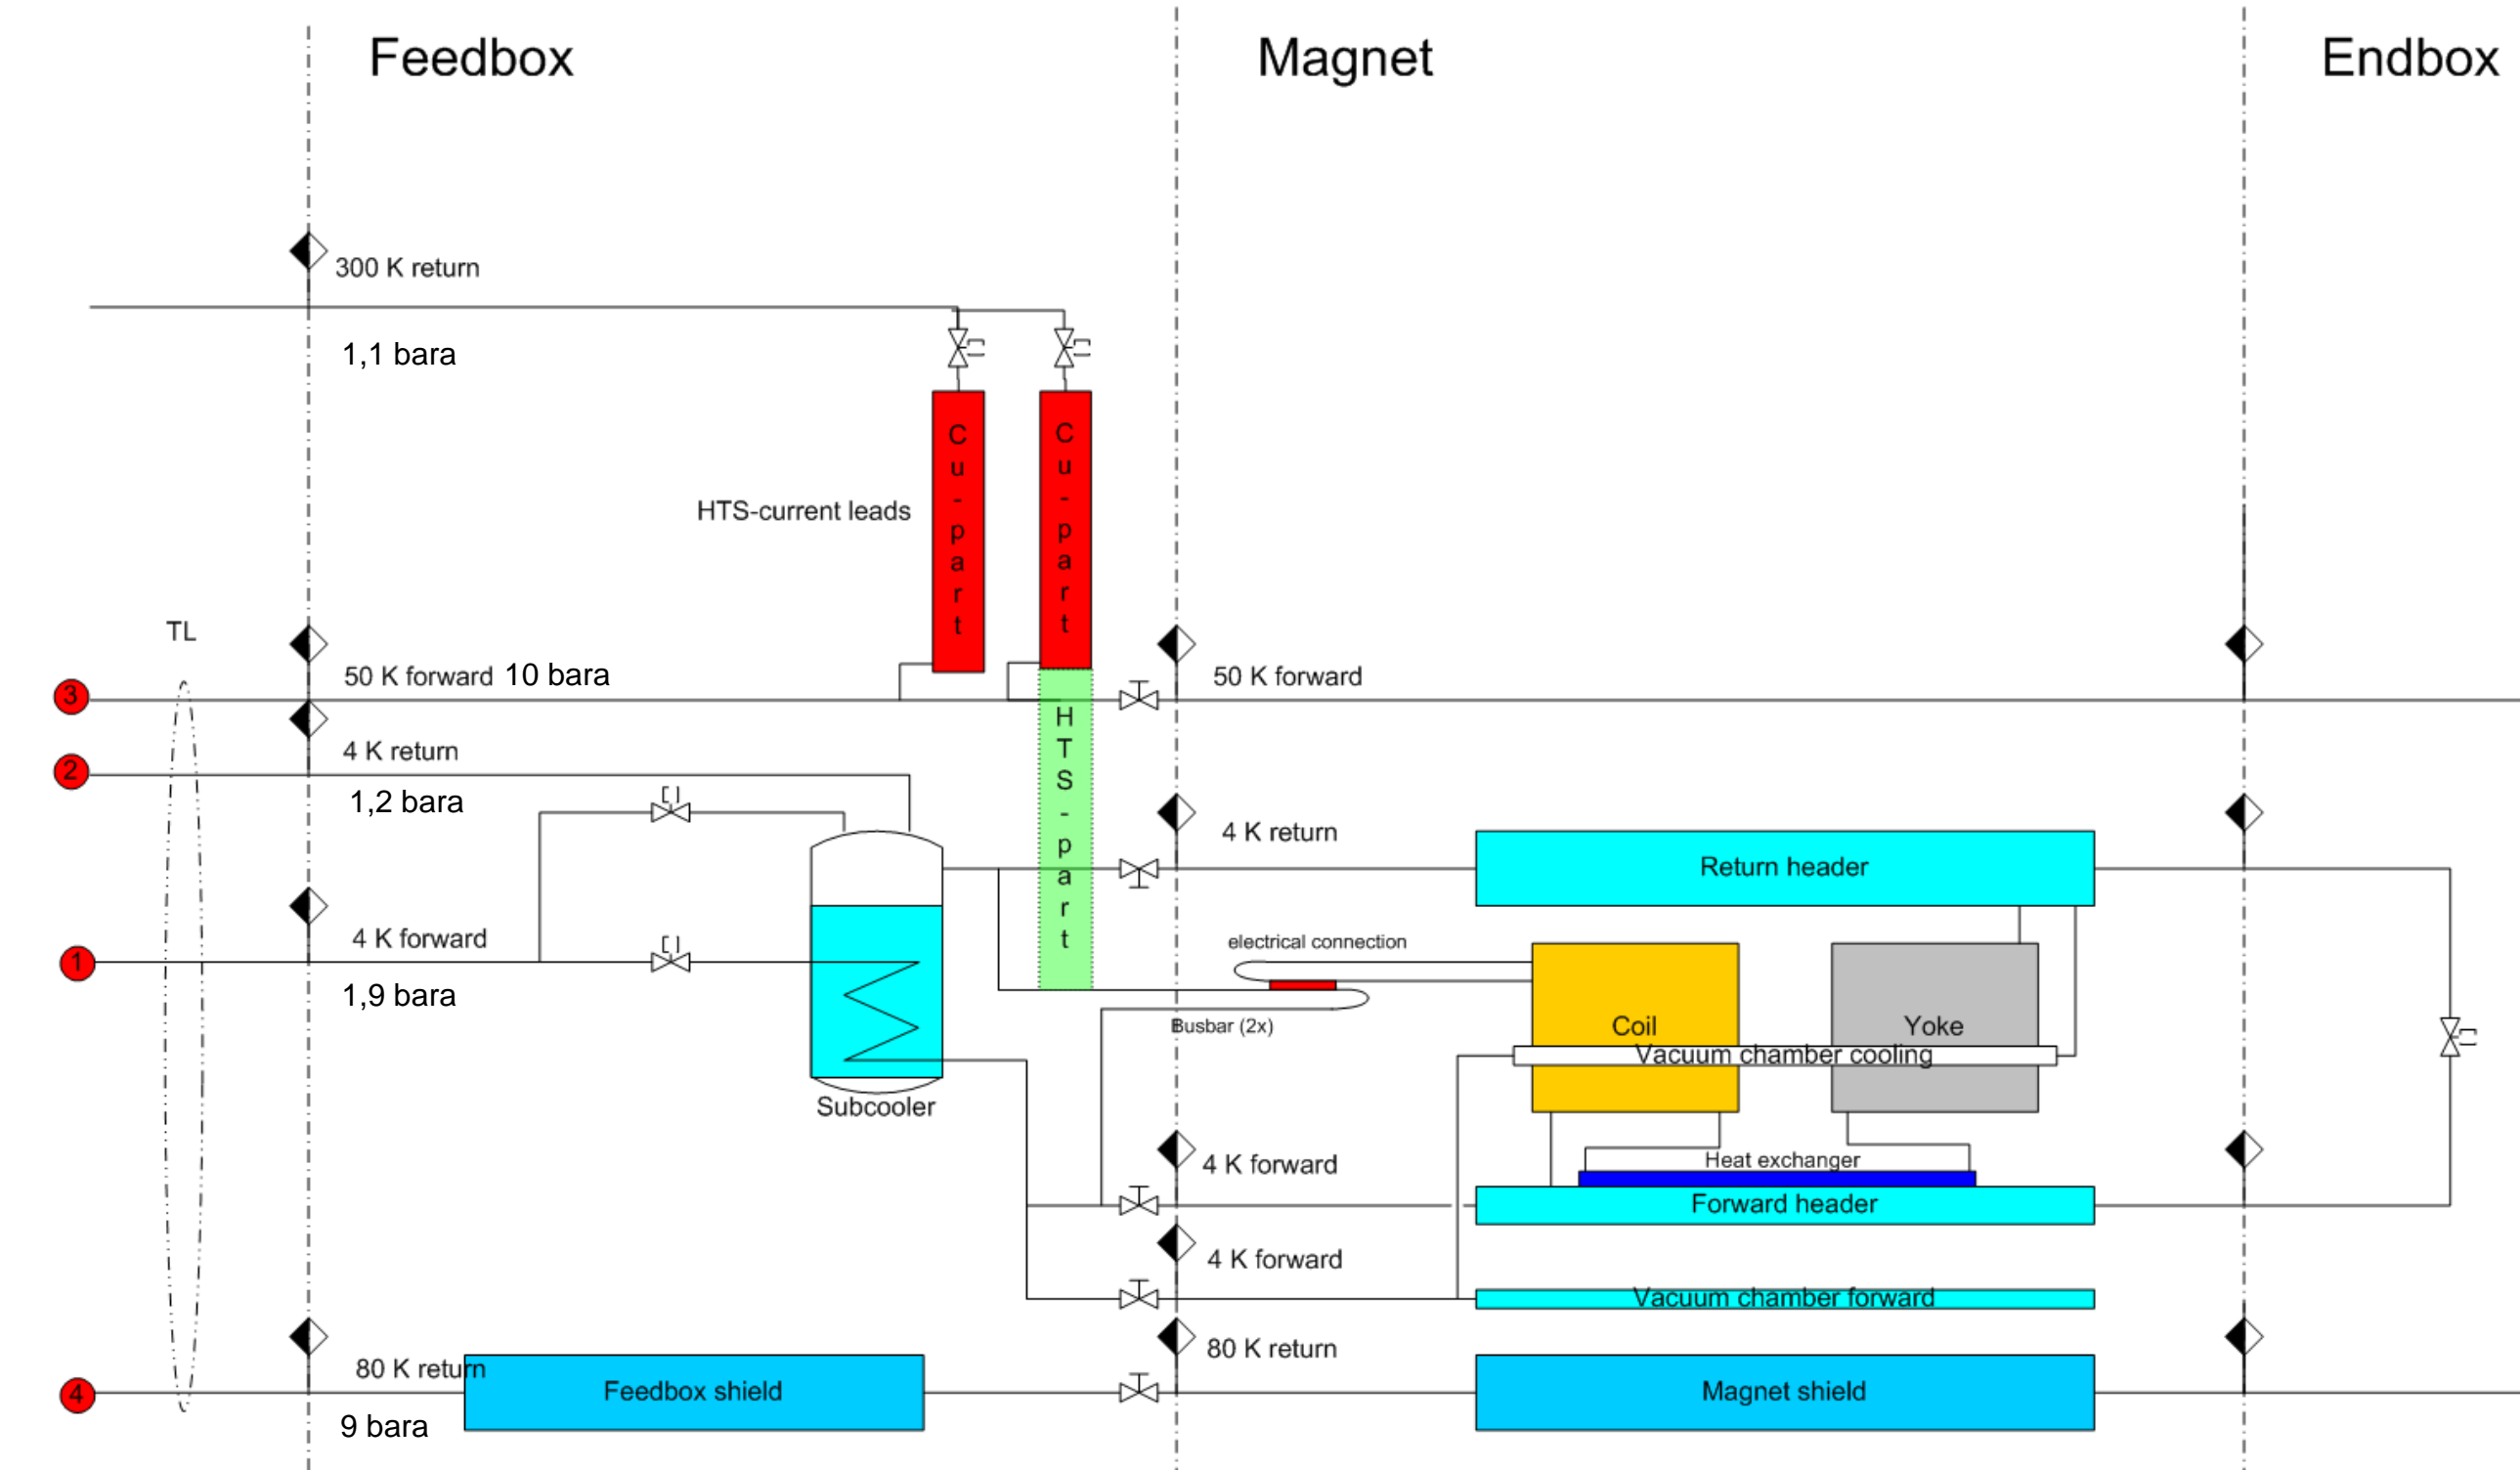 Feedbox
Magnet
Endbox
300 K return
1,1 bara
Cu-part
Cu-part
HTS-current leads
TL
3
50 K forward
10 bara
50 K forward
HTS-part
2
4 K return
1,2 bara
4 K return
Return header
1
4 K forward
1,9 bara
electrical connection
Busbar (2x)
Coil
Yoke
Vacuum chamber cooling
Subcooler
4 K forward
Heat exchanger
Forward header
4 K forward
Vacuum chamber forward
4
80 K return
9 bara
Feedbox shield
80 K return
Magnet shield